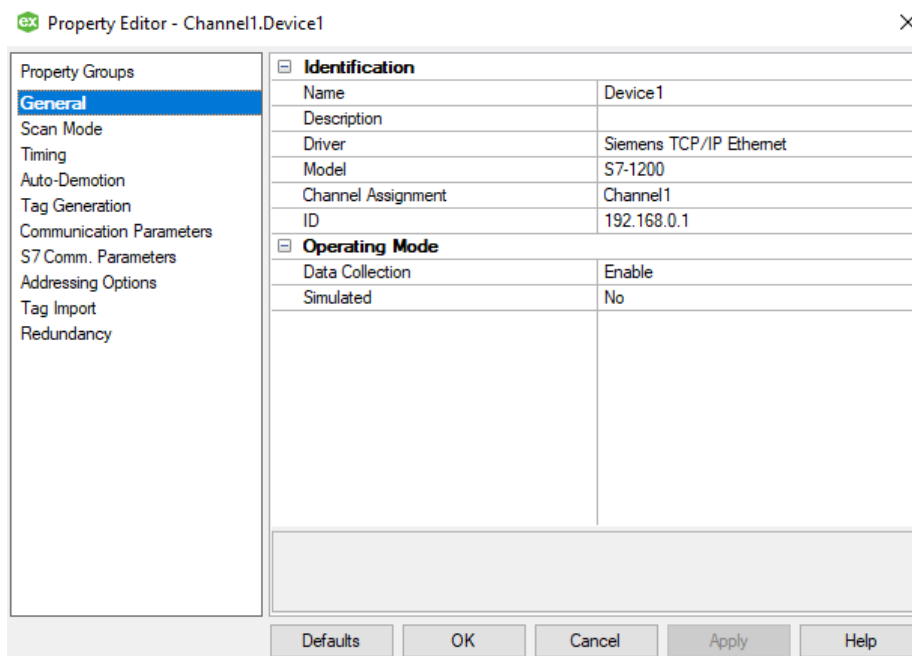 ex Property Editor - Channel1.Device1
Property Groups
General
Scan Mode
Timing
Auto-Demotion
Tag Generation
Communication Parameters
S7 Comm. Parameters
Addressing Options
Tag Import
Redundancy
Identification
Name Device1
Description
Driver Siemens TCP/IP Ethernet
Model S7-1200
Channel Assignment Channel1
ID 192.168.0.1
Operating Mode
Data Collection Enable
Simulated No
Defaults OK Cancel Apply Help